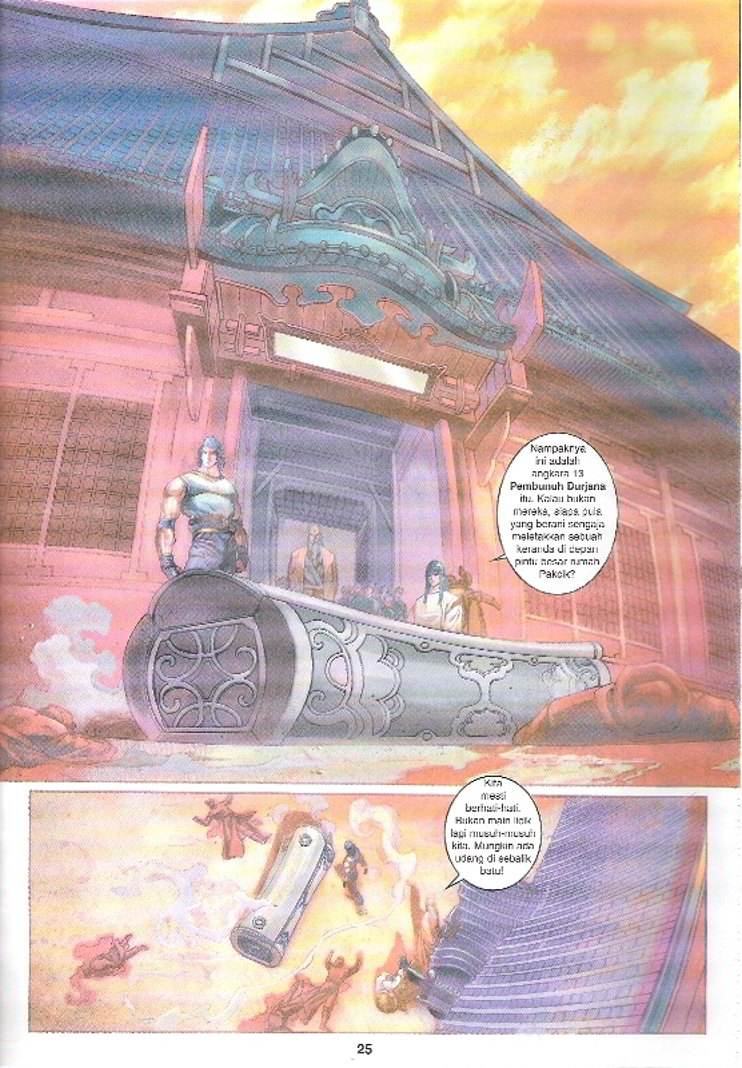 Nampaknya
ini adalah
angkara 13
Pembunuh Durjana
itu. Kalau bukan
mereka, siapa pula
yang berani sengaja
meletakkan sebuah
keranda di depan
pintu besar rumah
Pakcik?
Kita
mesti
berhati-hati.
Bukan main licik
lagi musuh-musuh
kita. Mungkin ada
udang di sebalik
batu!
25